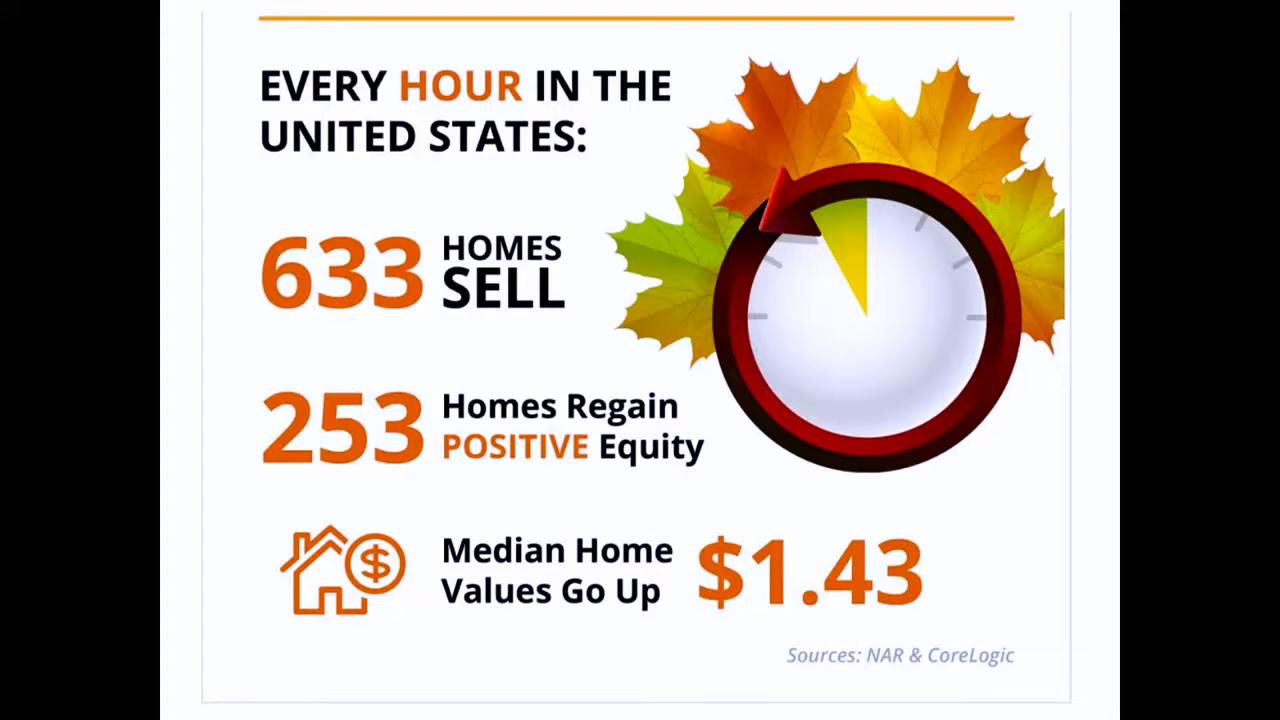 EVERY HOUR IN THE
UNITED STATES:
633 HOMES
SELL
253 Homes Regain
POSITIVE Equity
Median Home
Values Go Up $1.43
Sources: NAR & CoreLogic